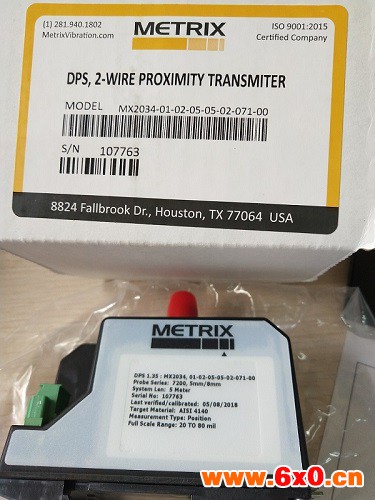 (1) 281.940.1802
MetrixVibration.com
METRIX
ISO 9001:2015
Certified Company
DPS, 2-WIRE PROXIMITY TRANSMITER
MODEL MX2034-01-02-05-05-02-071-00
S/N 107763
8824 Fallbrook Dr., Houston, TX 77064 USA
METRIX
DPS 1.35 : MX2034, 01-02-05-05-02-071-00
Probe Series: 7200, 5mm/8mm
System Len: 5 Meter
Serial No: 107763
Last verified/calibrated: 05/08/2018
Target Material: AISI 4140
Measurement Type: Position
Full Scale Range: 20 TO 80 mil
www.6x0.cn